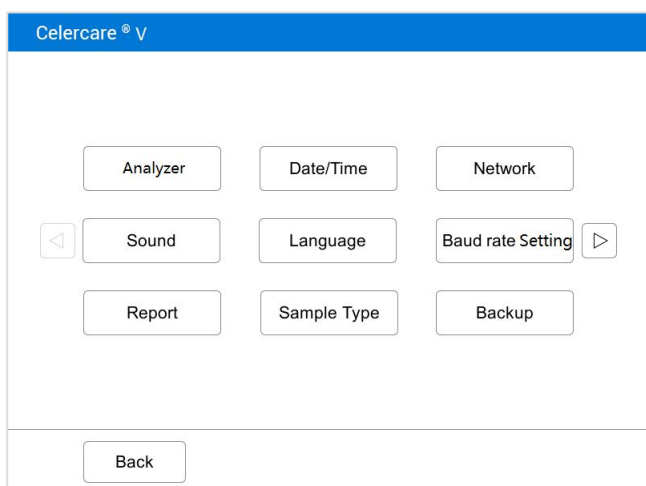 Celercare ® V
Analyzer Date/Time Network
Sound Language Baud rate Setting
Report Sample Type Backup
Back